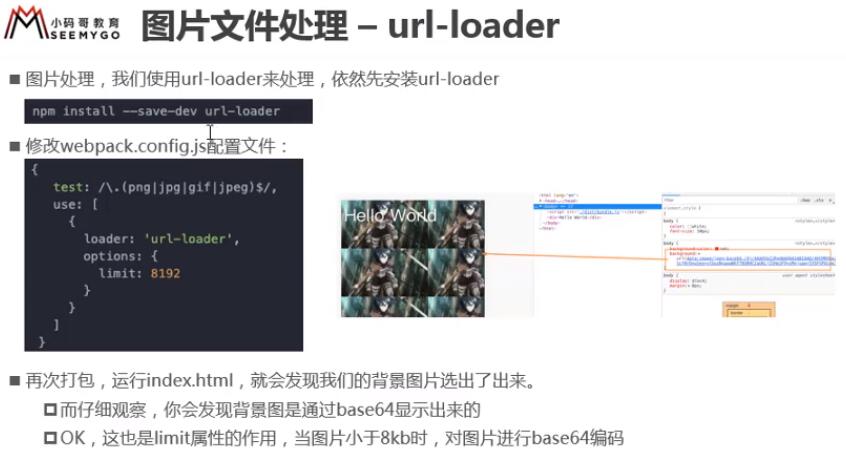 小码哥教育
SEEMYGO
图片文件处理 – url-loader
图片处理，我们使用url-loader来处理，依然先安装url-loader
npm install --save-dev url-loader
修改webpack.config.js配置文件：
{
test: /\.(png|jpg|gif|jpeg)$/,
use: [
{
loader: 'url-loader',
options: {
limit: 8192
}
}
]
}
Hello World
再次打包，运行index.html，就会发现我们的背景图片选出了出来。
而仔细观察，你会发现背景图是通过base64显示出来的
OK，这也是limit属性的作用，当图片小于8kb时，对图片进行base64编码